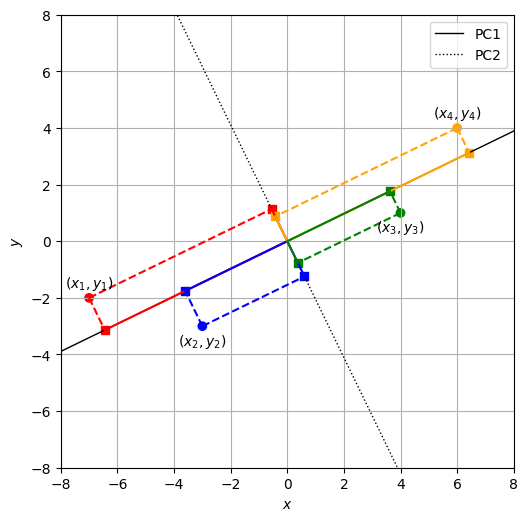 PC1
PC2
(x₄, y₄)
(x₃, y₃)
(x₁, y₁)
(x₂, y₂)
y
8
6
4
2
0
−2
−4
−6
−8
−8 −6 −4 −2 0 2 4 6 8
x